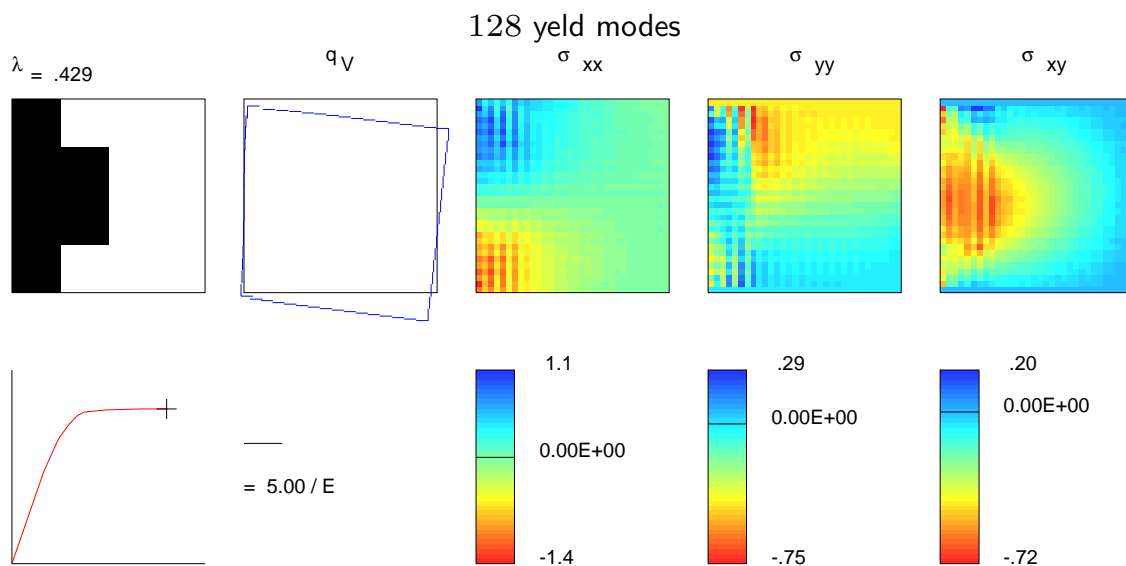 128 yeld modes
λ = .429
q V
σ xx
σ yy
σ xy
1.1
.29
.20
0.00E+00
0.00E+00
0.00E+00
= 5.00 / E
-1.4
-.75
-.72